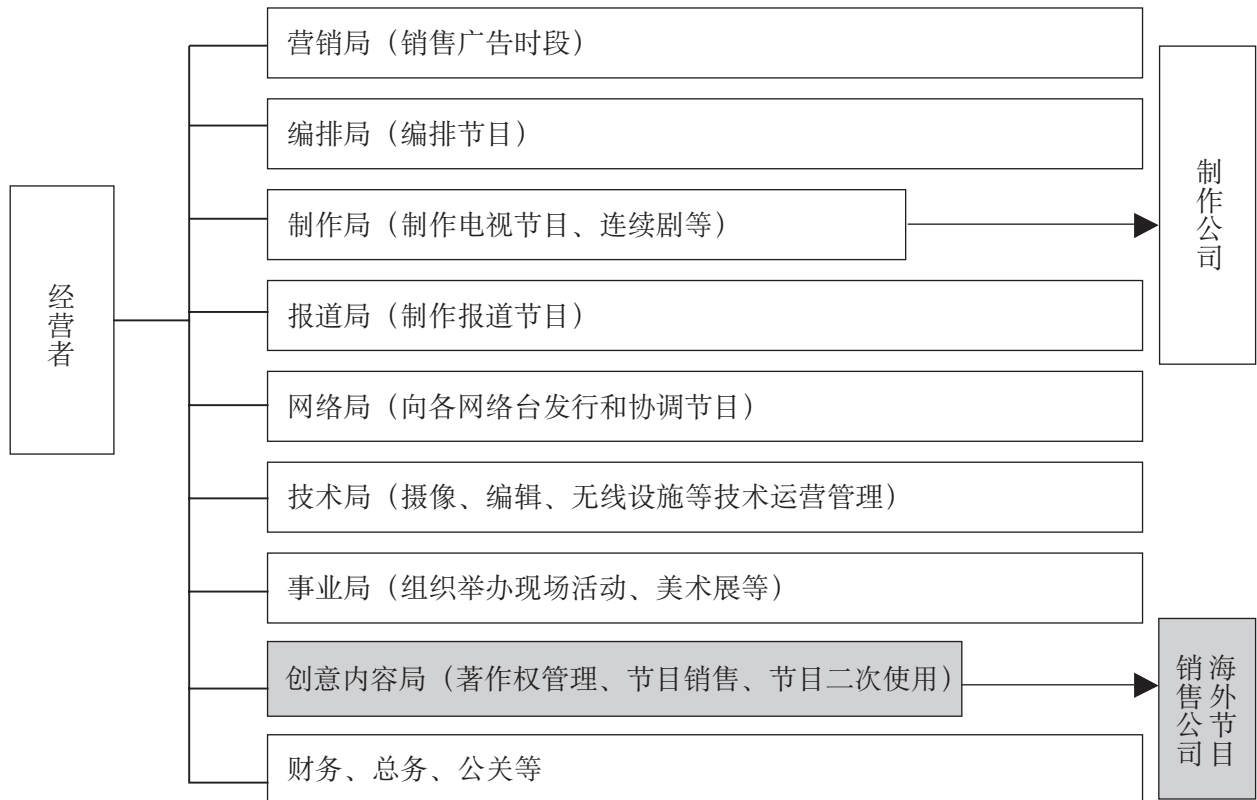 经营者
营销局（销售广告时段）
编排局（编排节目）
制作局（制作电视节目、连续剧等）
报道局（制作报道节目）
网络局（向各网络台发行和协调节目）
技术局（摄像、编辑、无线设施等技术运营管理）
事业局（组织举办现场活动、美术展等）
创意内容局（著作权管理、节目销售、节目二次使用）
财务、总务、公关等
制作公司
海外节目
销售公司